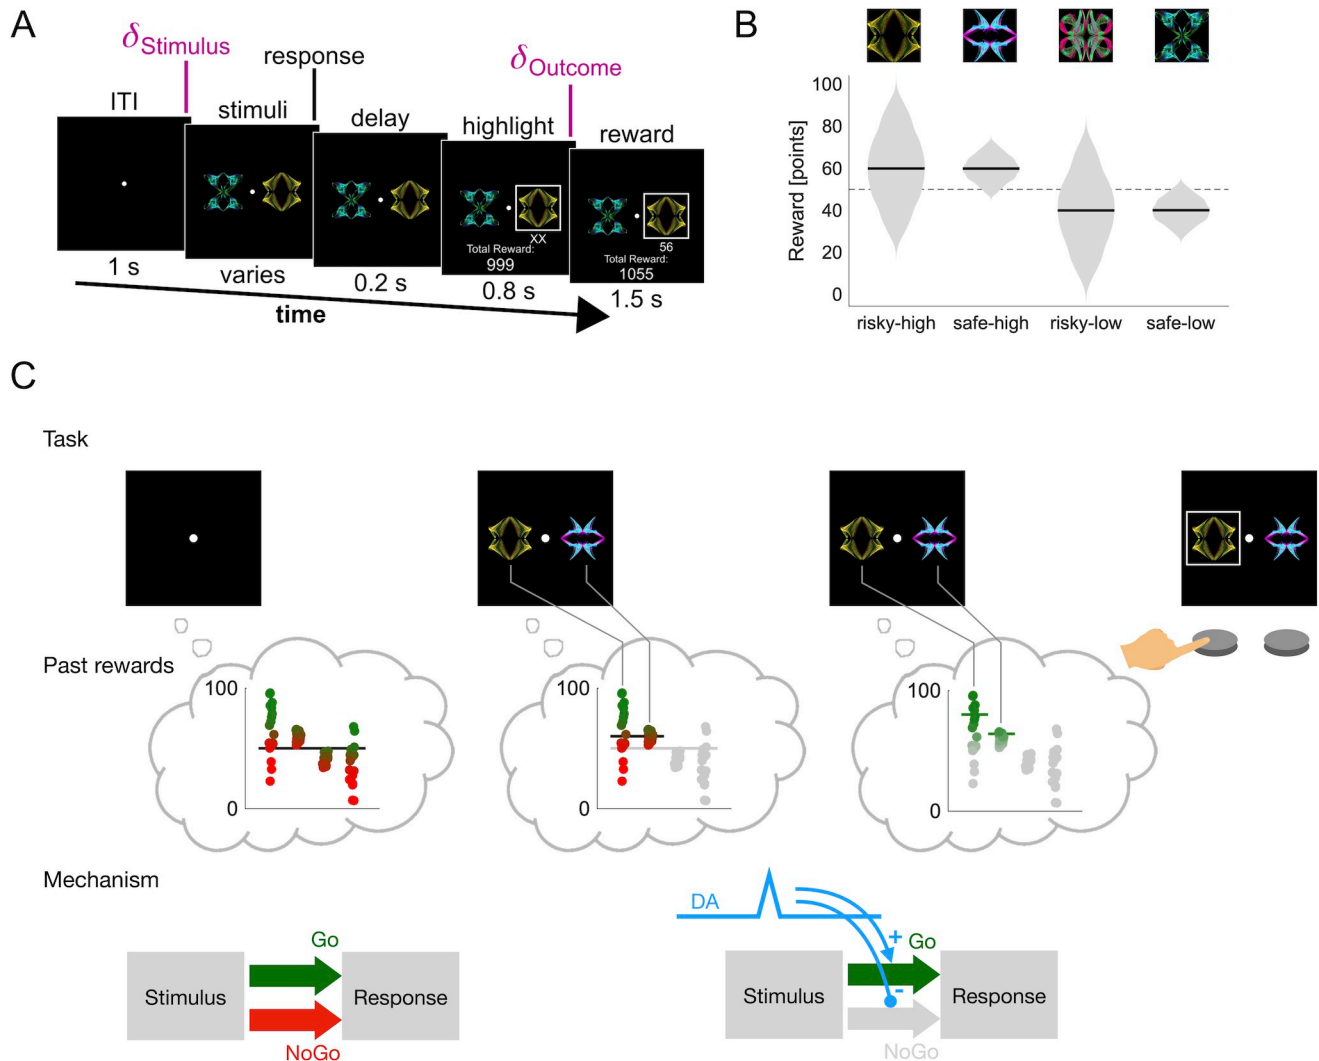 A
δStimulus
response
δOutcome
ITI
stimuli
delay
highlight
reward
XX
Total Reward:
999
56
Total Reward:
1055
1 s
varies
0.2 s
0.8 s
1.5 s
time
B
Reward [points]
100
80
60
40
20
0
risky-high
safe-high
risky-low
safe-low
C
Task
Past rewards
100
0
100
0
100
0
Mechanism
Stimulus
Go
NoGo
Response
DA
Stimulus
+
Go
-
NoGo
Response